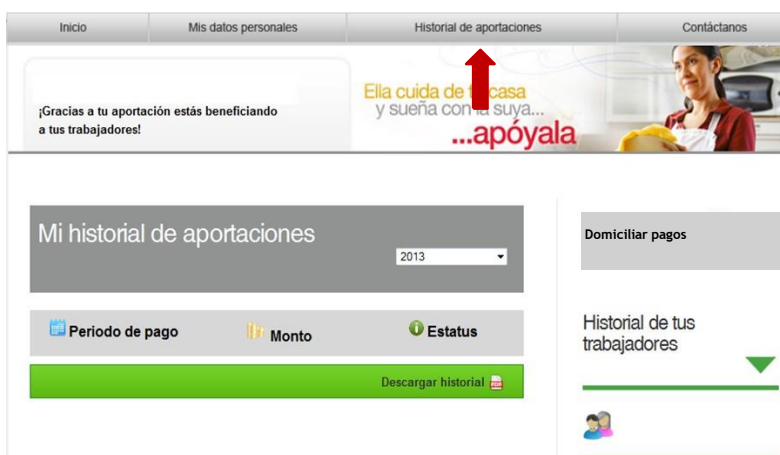 Inicio
Mis datos personales
Historial de aportaciones
Contáctanos
¡Gracias a tu aportación estás beneficiando
a tus trabajadores!
Ella cuida de tu casa
y sueña con la suya...
...apóyala
Mi historial de aportaciones
2013
Domiciliar pagos
Periodo de pago
Monto
Estatus
Descargar historial
Historial de tus
trabajadores